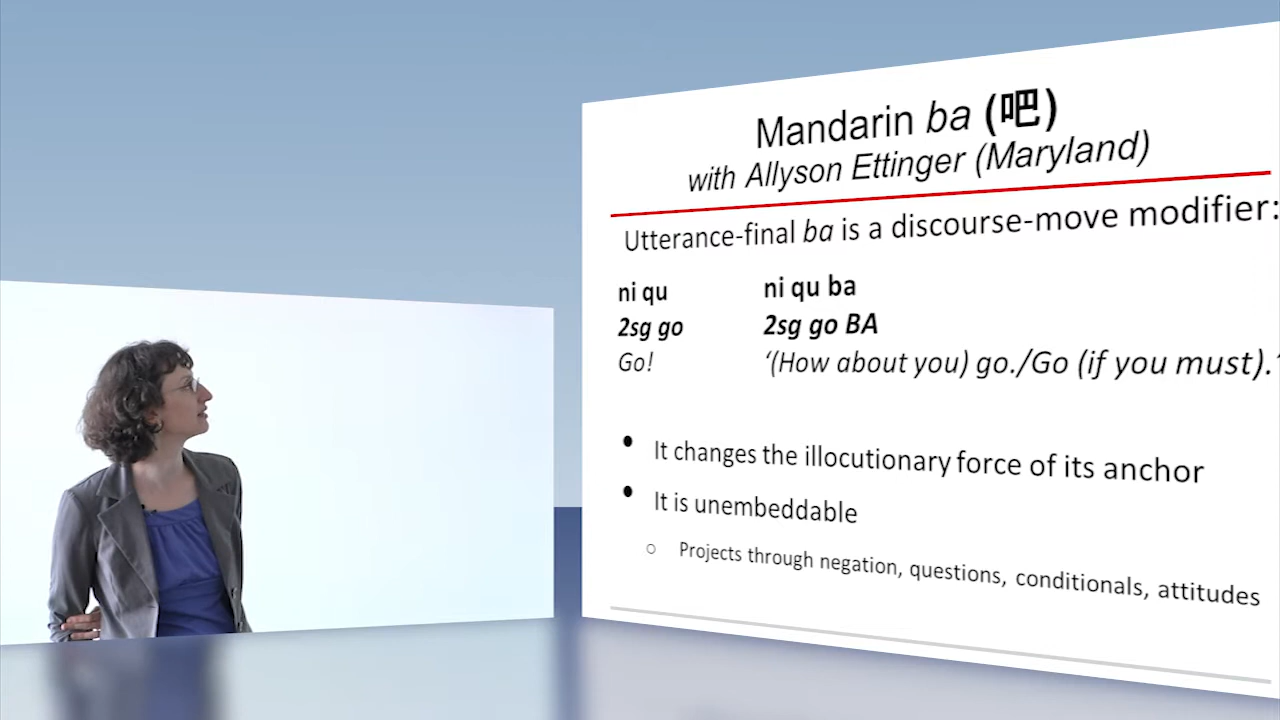 Mandarin ba (吧)
with Allyson Ettinger (Maryland)
Utterance-final ba is a discourse-move modifier:
ni qu ni qu ba
2sg go 2sg go BA
Go! ‘(How about you) go./Go (if you must).’
• It changes the illocutionary force of its anchor
• It is unembeddable
○ Projects through negation, questions, conditionals, attitudes